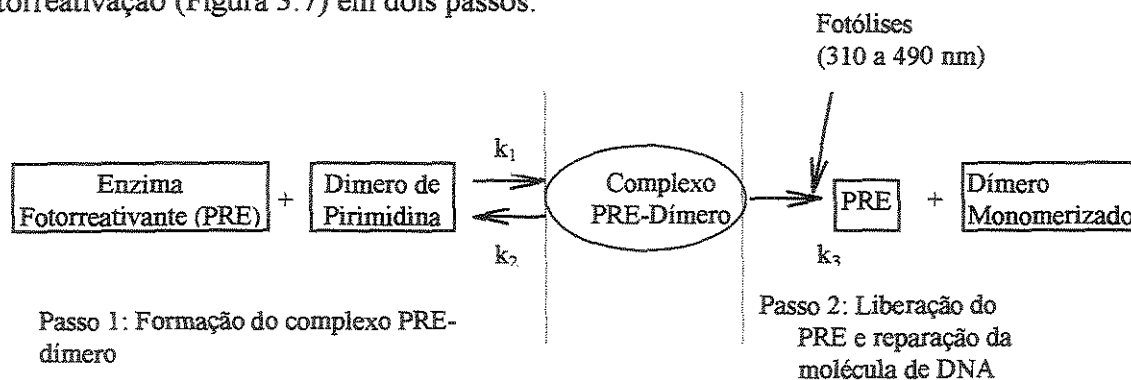 torreativação (Figura 3.7) em dois passos.
Fotólises
(310 a 490 nm)
Enzima
Fotorreativante (PRE)
+
Dimero de
Pirimidina
k₁
k₂
Complexo
PRE-Dímero
PRE
k₃
+
Dímero
Monomerizado
Passo 1: Formação do complexo PRE-
dímero
Passo 2: Liberação do
PRE e reparação da
molécula de DNA